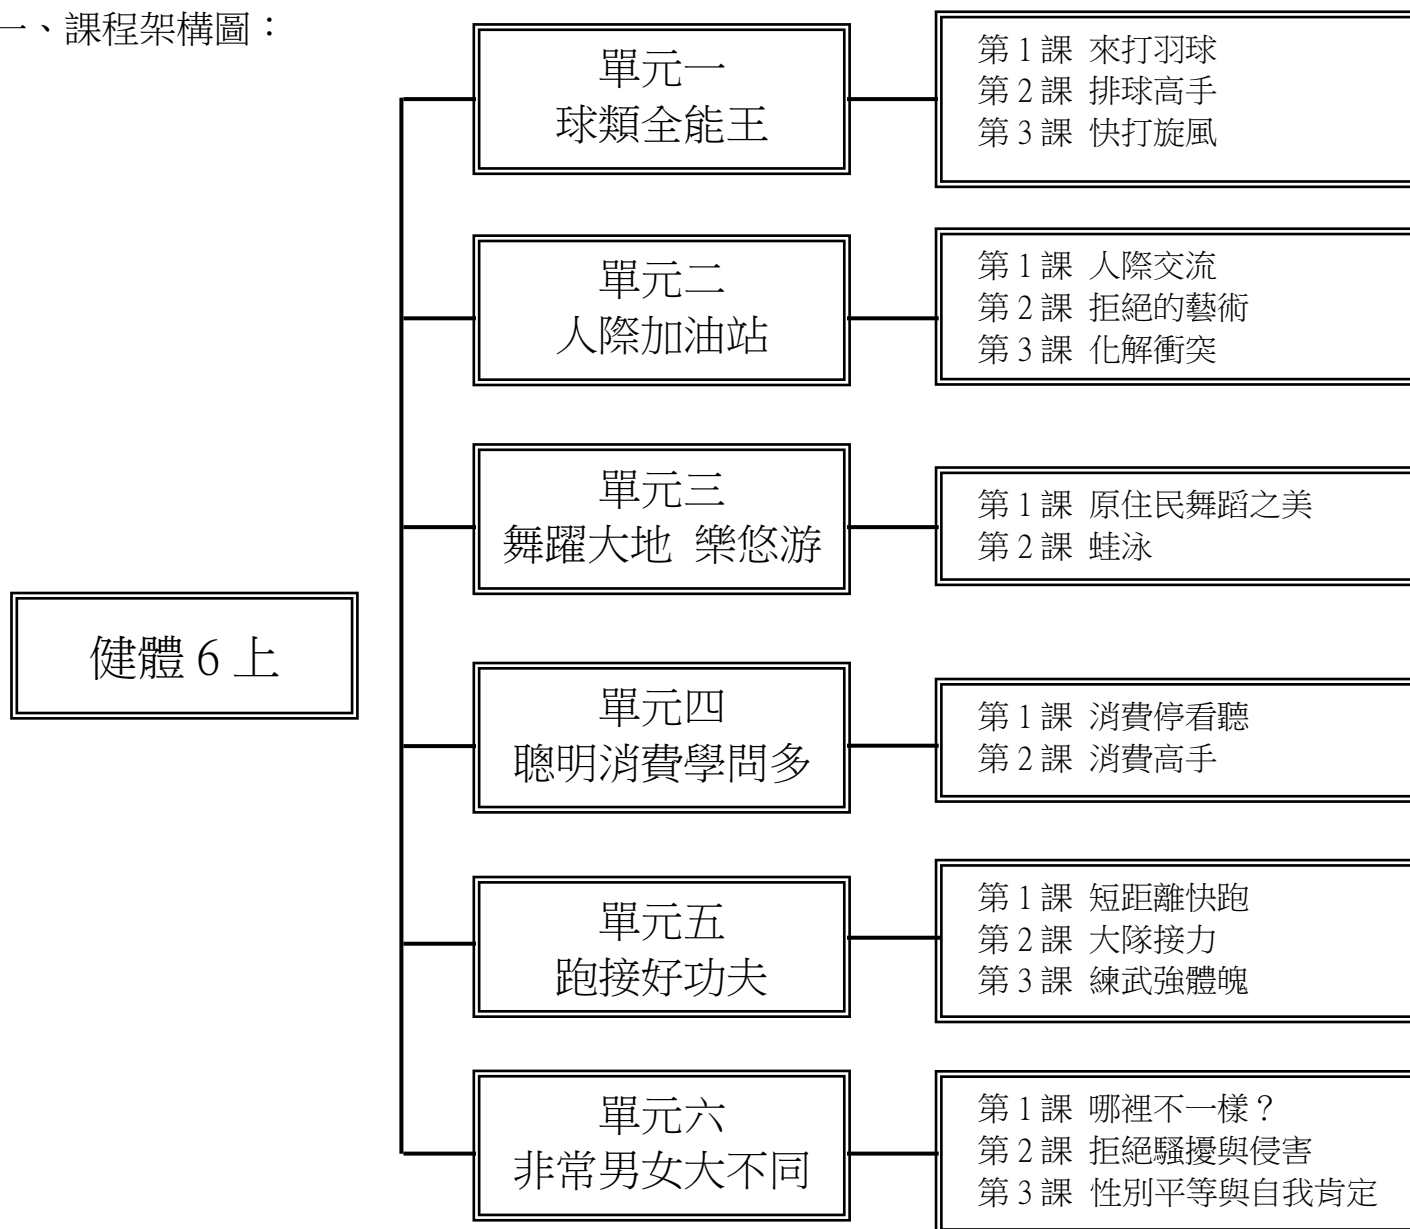 一、課程架構圖：
單元一
球類全能王
第 1 課 來打羽球
第 2 課 排球高手
第 3 課 快打旋風
單元二
人際加油站
第 1 課 人際交流
第 2 課 拒絕的藝術
第 3 課 化解衝突
單元三
舞躍大地 樂悠游
第 1 課 原住民舞蹈之美
第 2 課 蛙泳
健體 6 上
單元四
聰明消費學問多
第 1 課 消費停看聽
第 2 課 消費高手
單元五
跑接好功夫
第 1 課 短距離快跑
第 2 課 大隊接力
第 3 課 練武強體魄
單元六
非常男女大不同
第 1 課 哪裡不一樣？
第 2 課 拒絕騷擾與侵害
第 3 課 性別平等與自我肯定